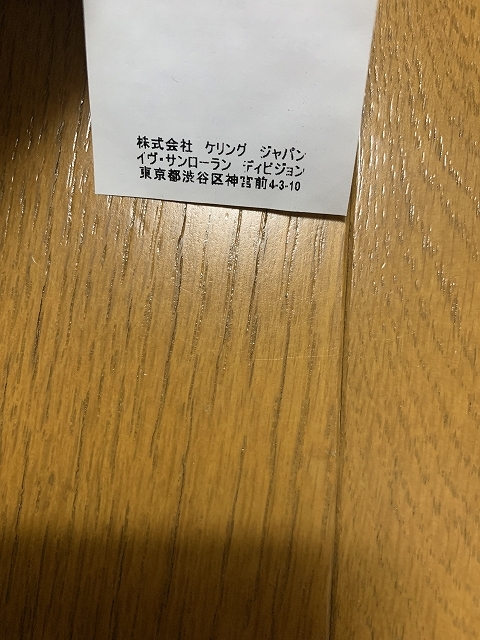 株式会社 ケリング ジャパン
イヴ・サンローラン ディビジョン
東京都渋谷区神宮前4-3-10